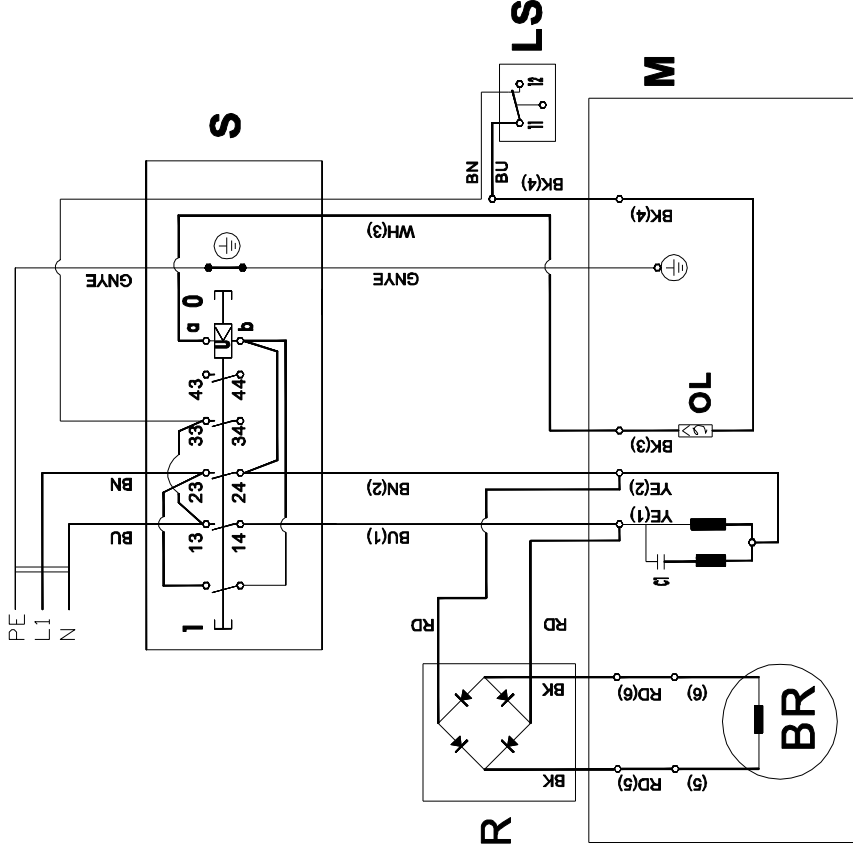 PE
L1
N
GNYE
BN
BU
S
1
13
14
23
24
33
34
43
44
a
b
U
0
LS
11
12
BN
BU
BK(4)
WH(3)
GNYE
BN(2)
BU(1)
RD
RD
M
BK(4)
BK(3)
OL
YE(2)
YE(1)
C1
R
BK
BK
RD(6)
(6)
RD(5)
(5)
BR